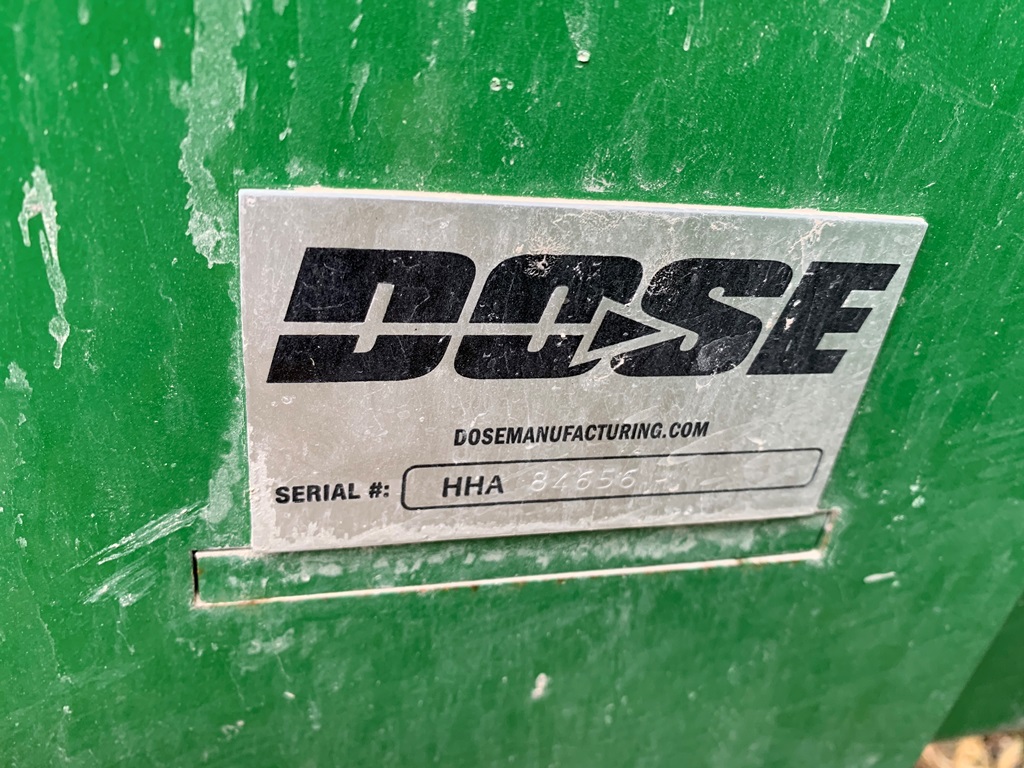 DOSE
DOSEMANUFACTURING.COM
SERIAL #: HHA 84656